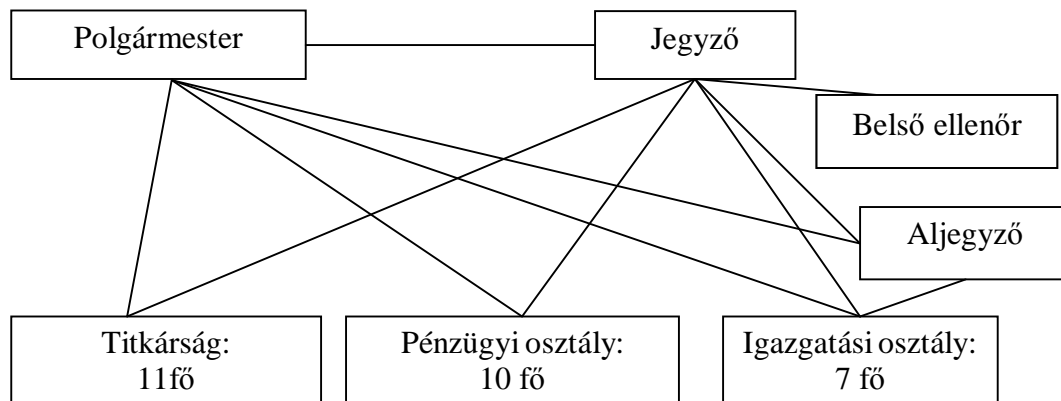 Polgármester
Jegyző
Belső ellenőr
Aljegyző
Titkárság:
11fő
Pénzügyi osztály:
10 fő
Igazgatási osztály:
7 fő